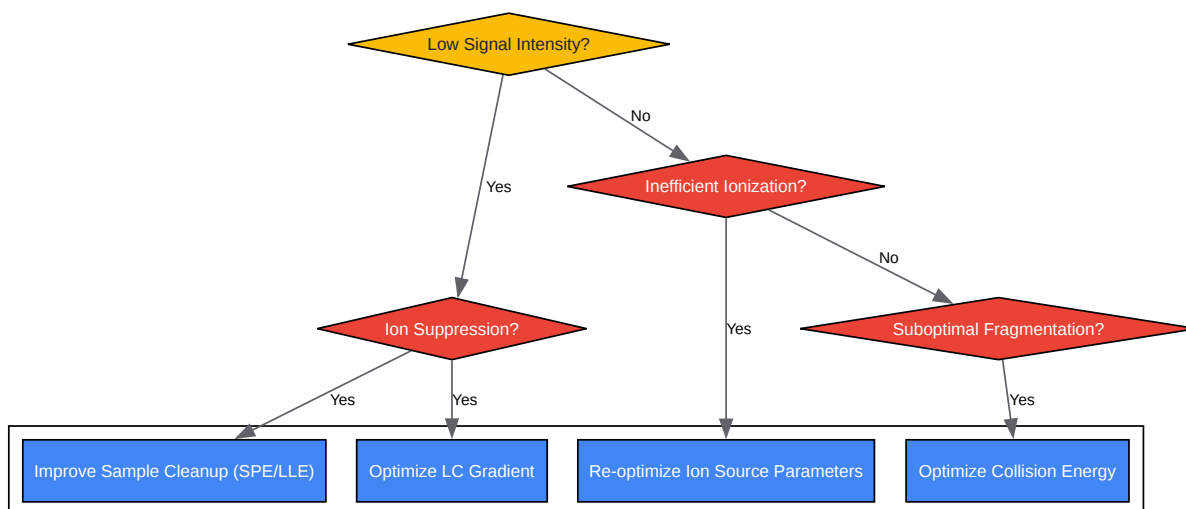 Low Signal Intensity?
No
Inefficient Ionization?
Yes
No
Ion Suppression?
Yes
Suboptimal Fragmentation?
Yes
Yes
Yes
Improve Sample Cleanup (SPE/LLE)
Optimize LC Gradient
Re-optimize Ion Source Parameters
Optimize Collision Energy